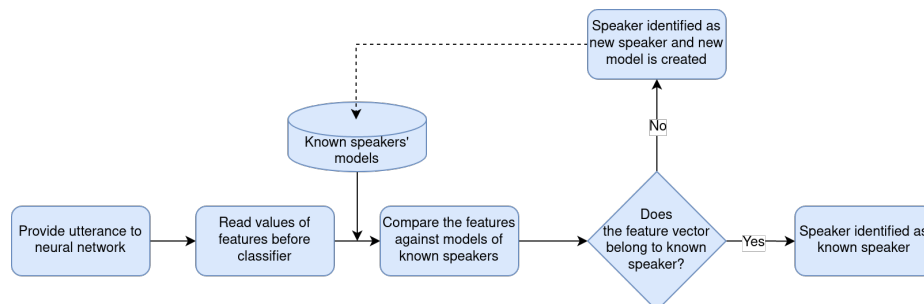 Speaker identified as
new speaker and new
model is created
Known speakers'
models
No
Provide utterance to
neural network
Read values of
features before
classifier
Compare the features
against models of
known speakers
Does
the feature vector
belong to known
speaker?
Yes
Speaker identified as
known speaker